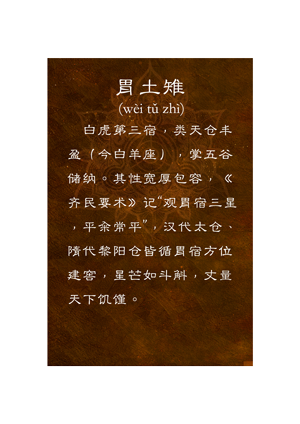 胃土雉
(wèi tǔ zhì)
白虎第三宿，类天仓丰
盈（今白羊座），掌五谷
储纳。其性宽厚包容，《
齐民要术》记“观胃宿三星
，平余常平”，汉代太仓、
隋代黎阳仓皆循胃宿方位
建窖，星芒如斗斛，丈量
天下饥馑。